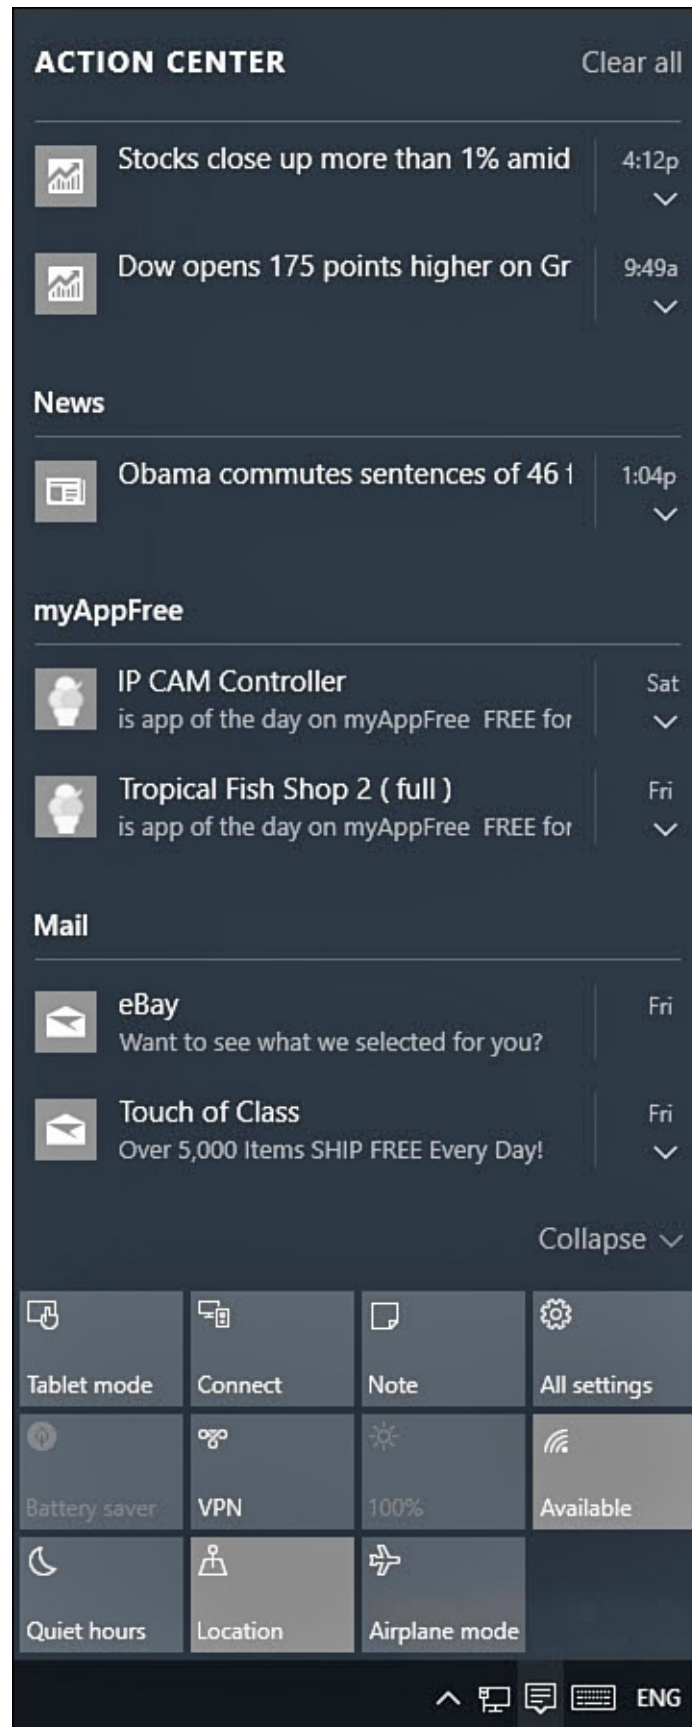 ACTION CENTER Clear all
Stocks close up more than 1% amid 4:12p
Dow opens 175 points higher on Gr 9:49a
News
Obama commutes sentences of 46 1:04p
myAppFree
IP CAM Controller Sat
is app of the day on myAppFree FREE for
Tropical Fish Shop 2 ( full ) Fri
is app of the day on myAppFree FREE for
Mail
eBay Fri
Want to see what we selected for you?
Touch of Class Fri
Over 5,000 Items SHIP FREE Every Day!
Collapse
Tablet mode Connect Note All settings
Battery saver VPN 100% Available
Quiet hours Location Airplane mode
ENG